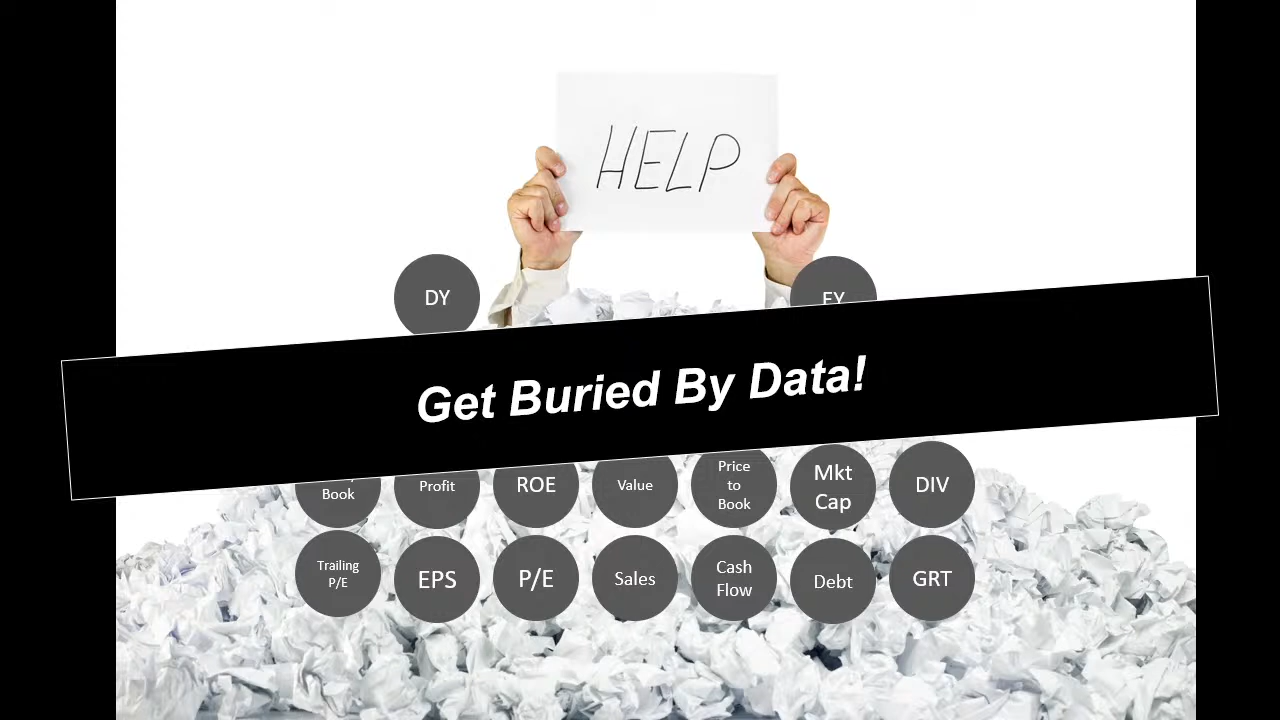 HELP
DY
EY
Get Buried By Data!
Book
Profit
ROE
Value
Price
to
Book
Mkt
Cap
DIV
Trailing
P/E
EPS
P/E
Sales
Cash
Flow
Debt
GRT